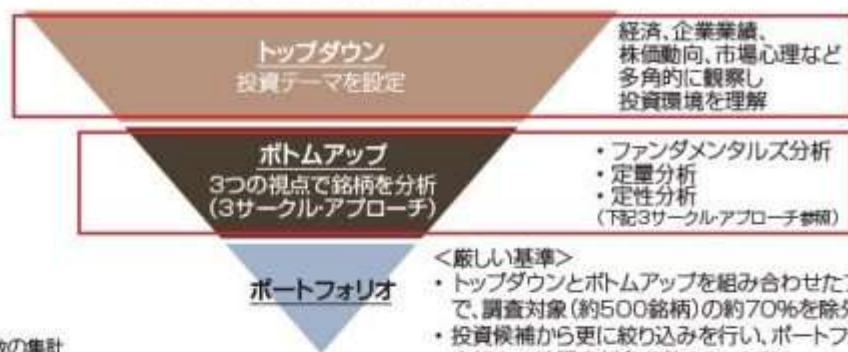 トップダウン
投資テーマを設定
経済、企業業績、
株価動向、市場心理など
多角的に観察し
投資環境を理解
ボトムアップ
3つの視点で銘柄を分析
(3サークル・アプローチ)
・ファンダメンタルズ分析
・定量分析
・定性分析
(下記3サークル・アプローチ参照)
ポートフォリオ
<厳しい基準>
・トップダウンとボトムアップを組み合わせた
で、調査対象(約500銘柄)の約70%を除
・投資候補から更に絞り込みを行い、ポートフ
数の集計